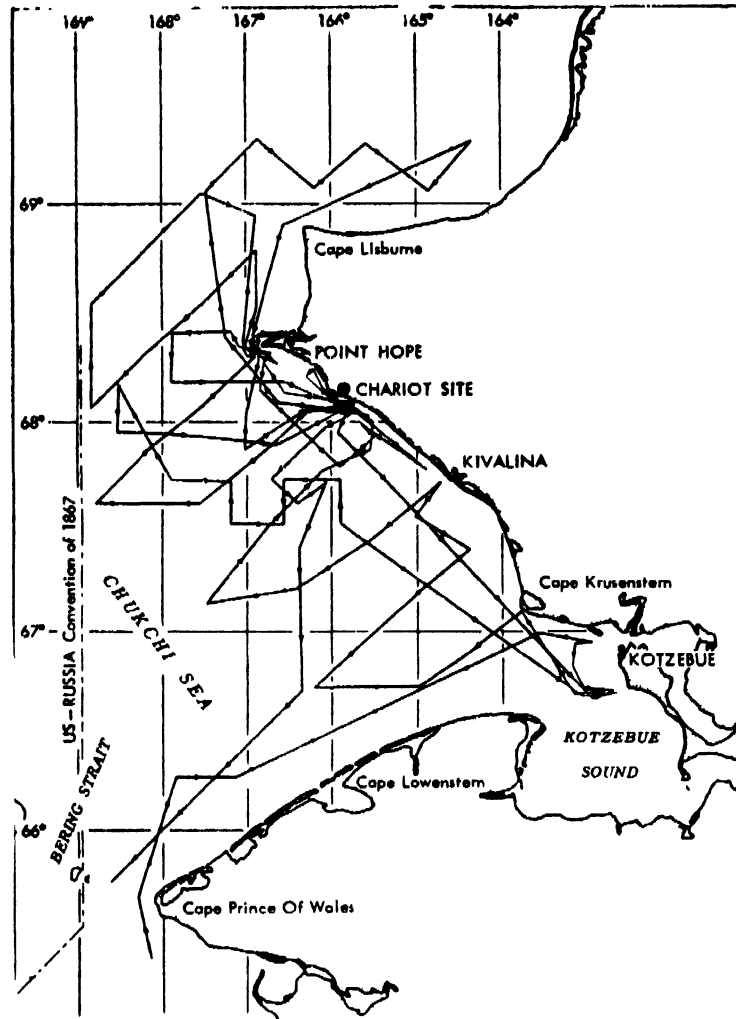 169° 168° 167° 166° 165° 164°
69°
Cape Lisburne
POINT HOPE
CHARIOT SITE
68°
KIVALINA
US-RUSSIA Convention of 1867
CHUKCHI SEA
Cape Krusenstern
67°
KOTZEBUE
KOTZEBUE
SOUND
BERING STRAIT
Cape Lowenstern
66°
Cape Prince Of Wales